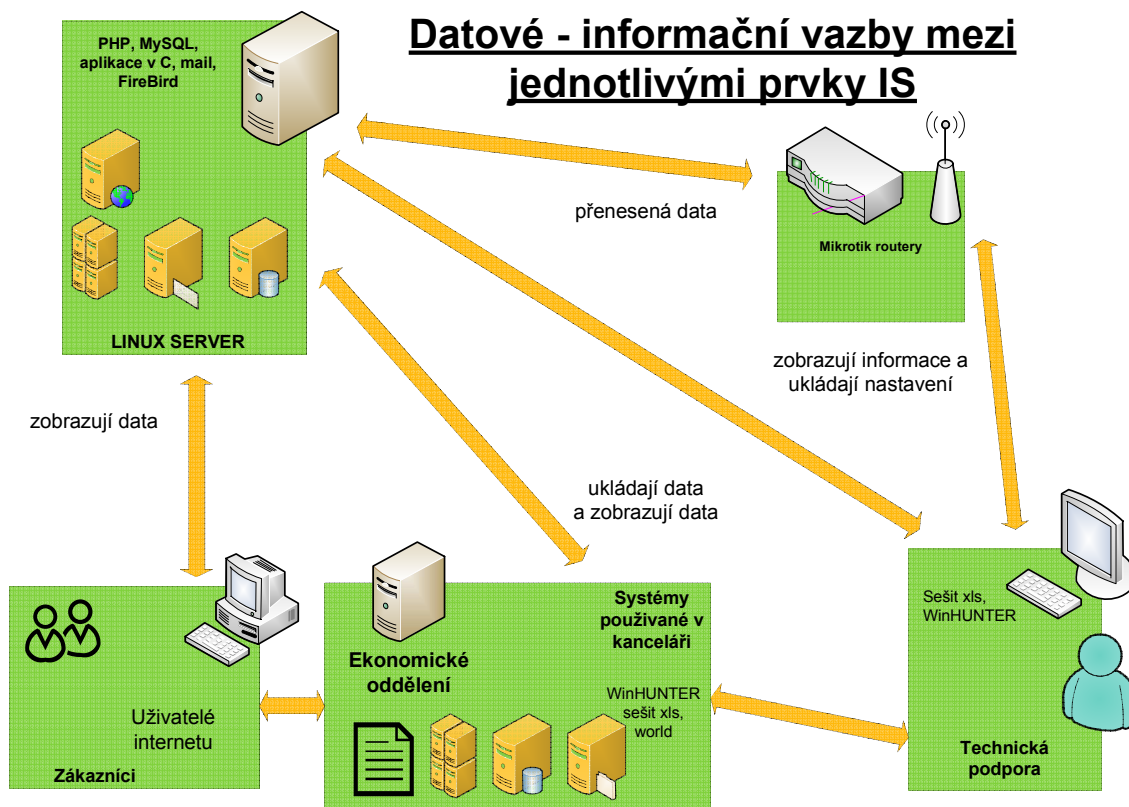 Datové - informační vazby mezi
jednotlivými prvky IS
PHP, MySQL,
aplikace v C, mail,
FireBird
LINUX SERVER
přenesená data
Mikrotik routery
zobrazují informace a
ukládají nastavení
zobrazují data
ukládají data
a zobrazují data
Uživatelé
internetu
Zákazníci
Ekonomické
oddělení
Systémy
používané v
kanceláři
WinHUNTER
sešit xls,
world
Sešit xls,
WinHUNTER
Technická
podpora